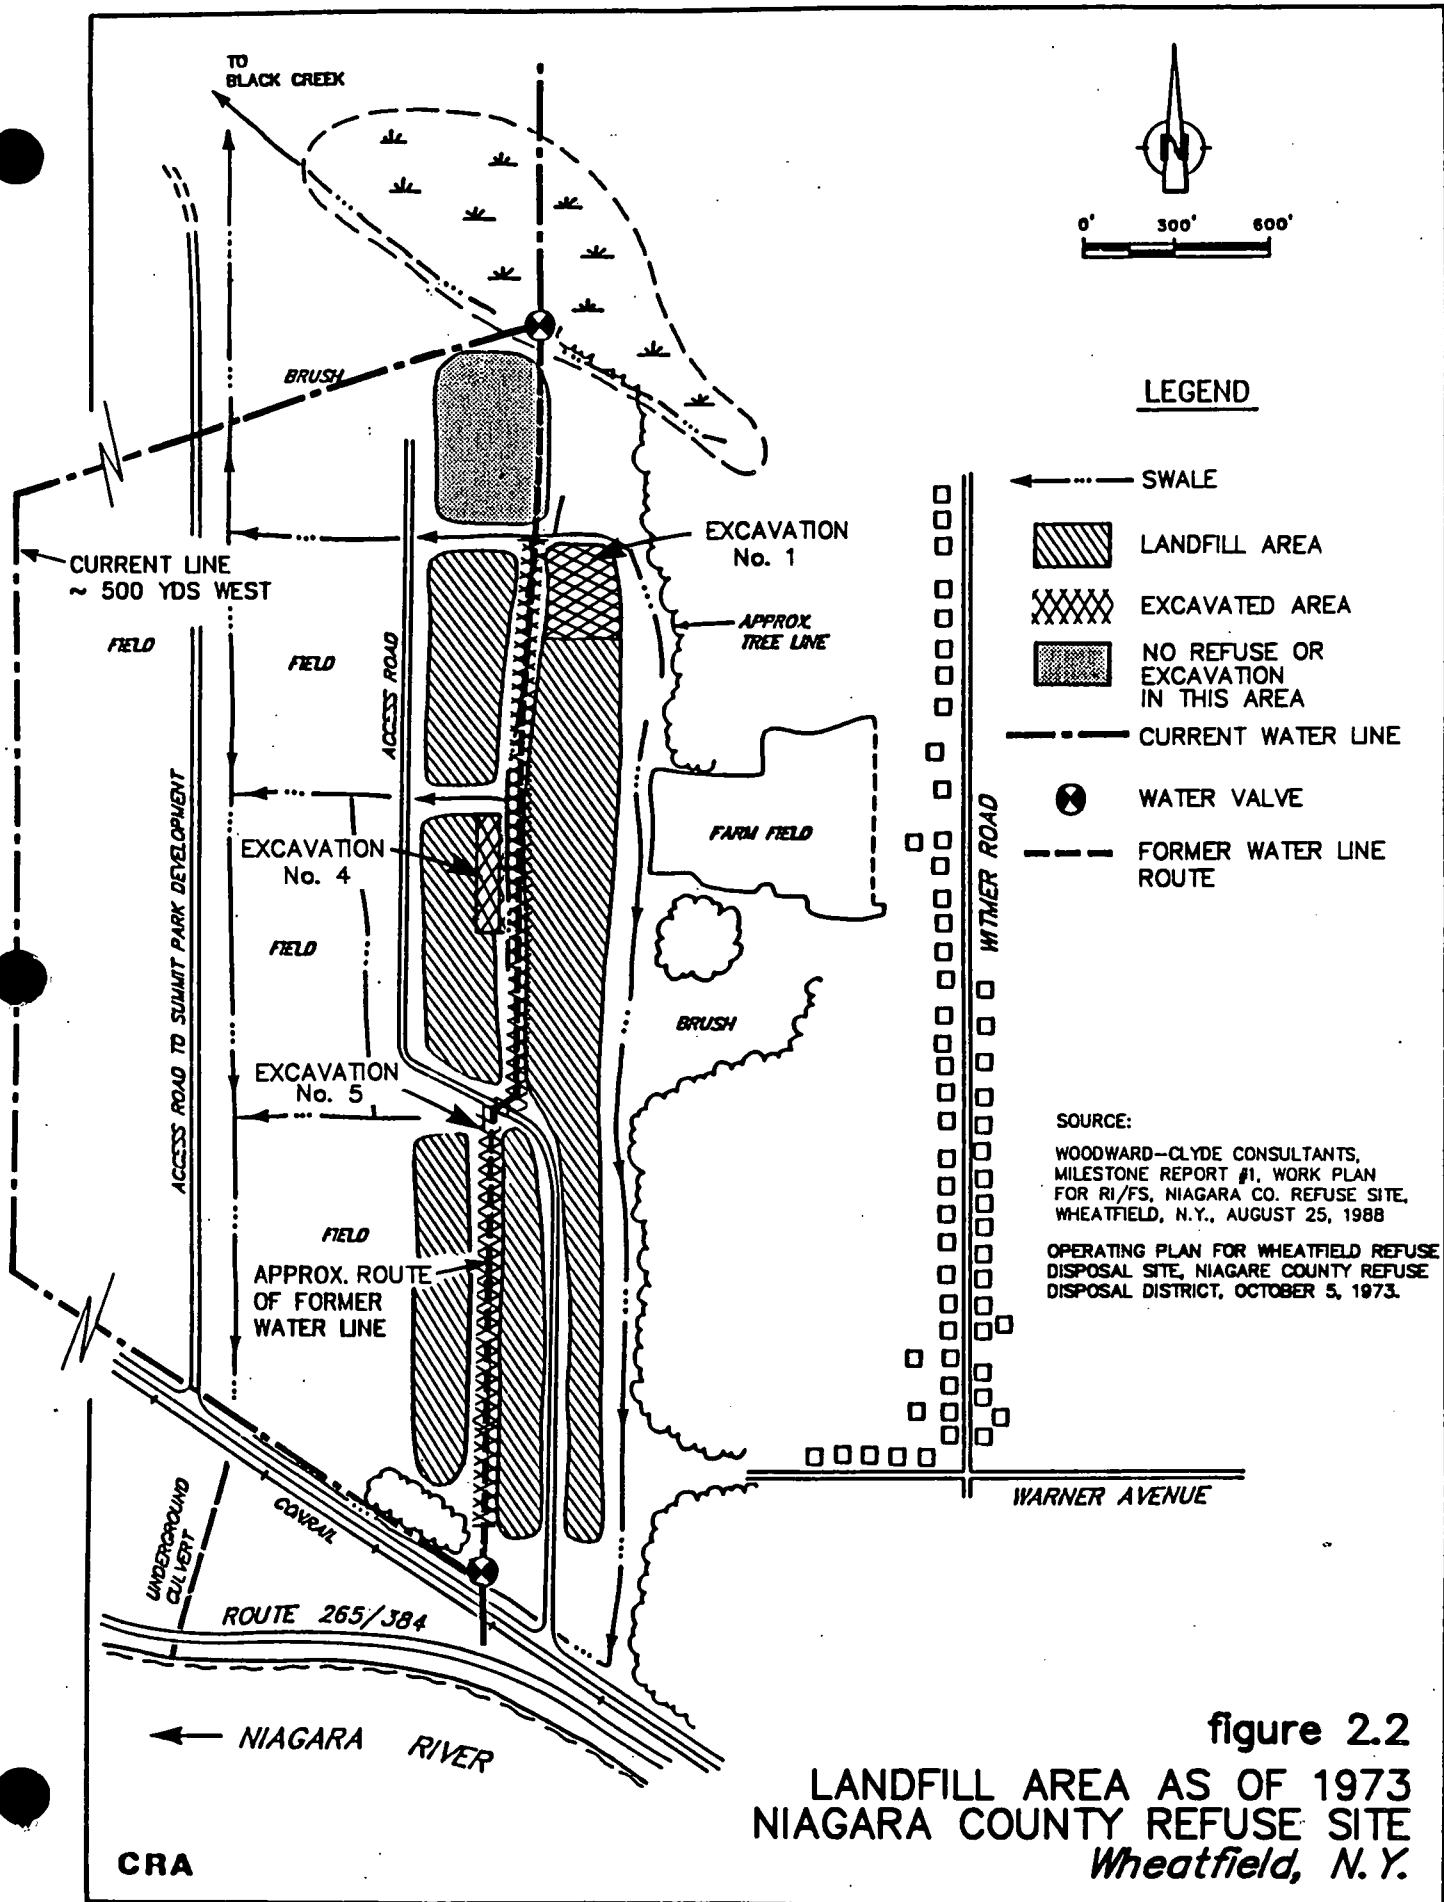 TO
BLACK CREEK
N
0' 300' 600'
BRUSH
LEGEND
SWALE
LANDFILL AREA
EXCAVATED AREA
NO REFUSE OR
EXCAVATION
IN THIS AREA
CURRENT WATER LINE
WATER VALVE
FORMER WATER LINE
ROUTE
EXCAVATION
No. 1
CURRENT LINE
~ 500 YDS WEST
FIELD
FIELD
ACCESS ROAD
APPROX.
TREE LINE
ACCESS ROAD TO SUMMIT PARK DEVELOPMENT
EXCAVATION
No. 4
FARM FIELD
WITMER ROAD
FIELD
BRUSH
EXCAVATION
No. 5
SOURCE:
WOODWARD-CLYDE CONSULTANTS,
MILESTONE REPORT #1, WORK PLAN
FOR RI/FS, NIAGARA CO. REFUSE SITE,
WHEATFIELD, N.Y., AUGUST 25, 1988
OPERATING PLAN FOR WHEATFIELD REFUSE
DISPOSAL SITE, NIAGARE COUNTY REFUSE
DISPOSAL DISTRICT, OCTOBER 5, 1973.
FIELD
APPROX. ROUTE
OF FORMER
WATER LINE
UNDERGROUND
CULVERT
CONRAIL
WARNER AVENUE
ROUTE 265/384
NIAGARA RIVER
figure 2.2
LANDFILL AREA AS OF 1973
NIAGARA COUNTY REFUSE SITE
Wheatfield, N.Y.
CRA